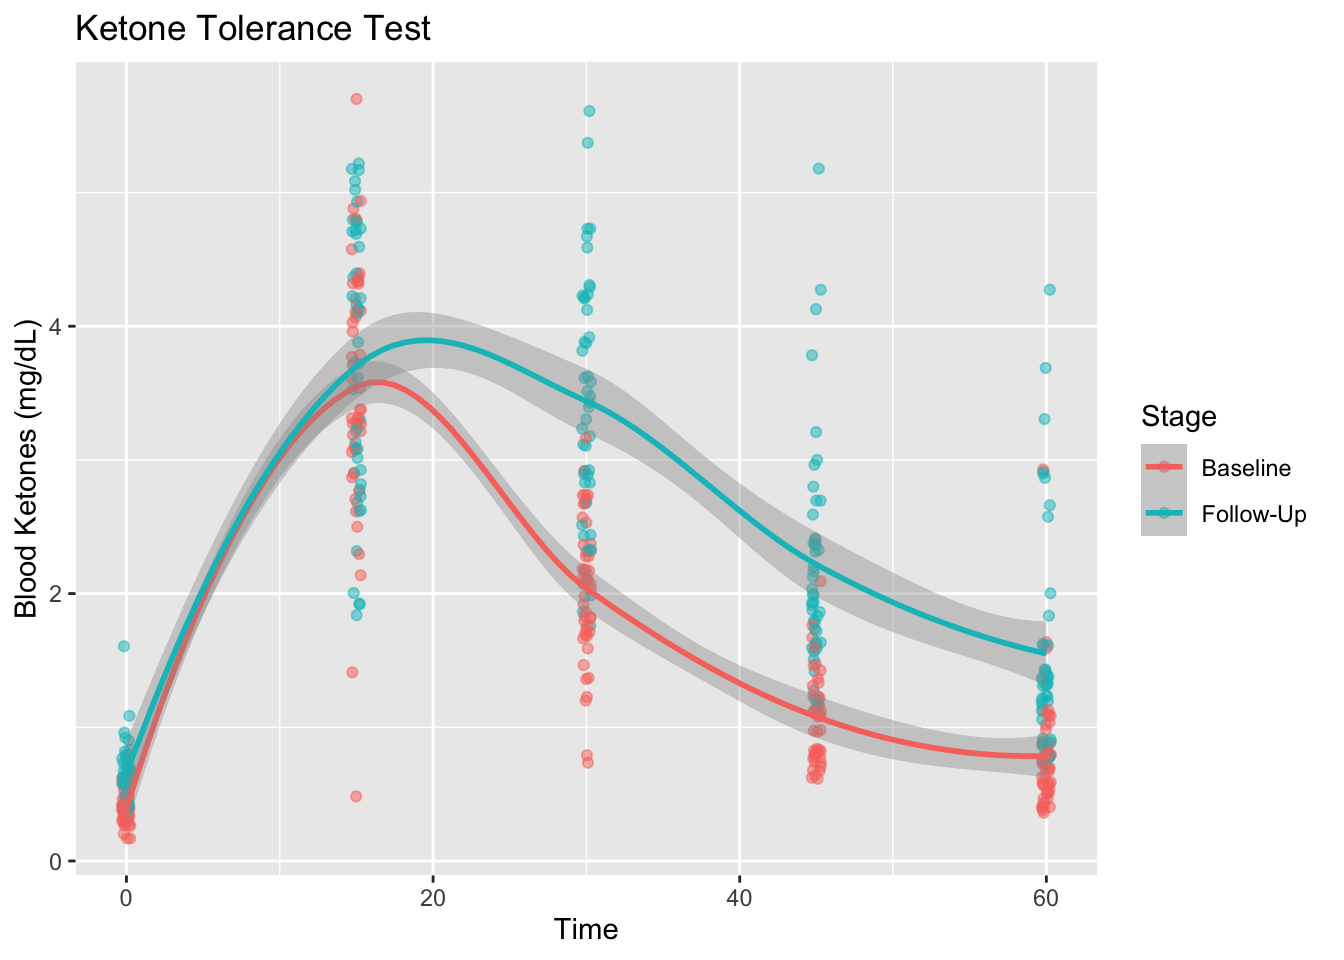 Ketone Tolerance Test
Blood Ketones (mg/dL)
4
2
0
0 20 40 60
Time
Stage
Baseline
Follow-Up